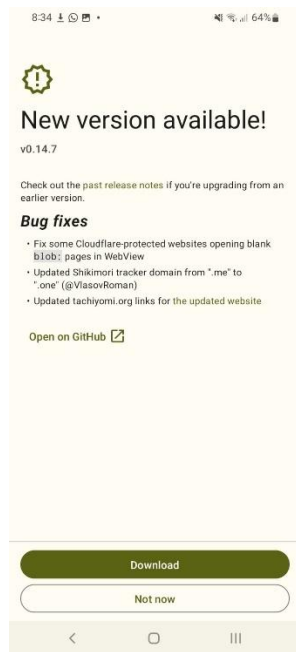 8:34
64%
New version available!
v0.14.7
Check out the past release notes if you're upgrading from an
earlier version.
Bug fixes
• Fix some Cloudflare-protected websites opening blank
blob: pages in WebView
• Updated Shikimori tracker domain from ".me" to
".one" (@VlasovRoman)
• Updated tachiyomi.org links for the updated website
Open on GitHub
Download
Not now